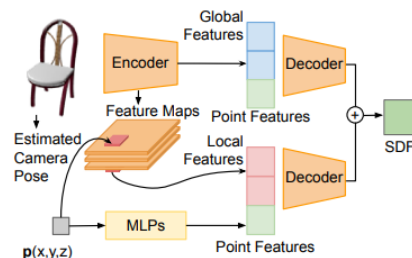 Global
Features
Encoder
Decoder
Feature Maps
Point Features
Estimated
Camera
Pose
Local
Features
SDF
Decoder
MLPs
p(x,y,z)
Point Features